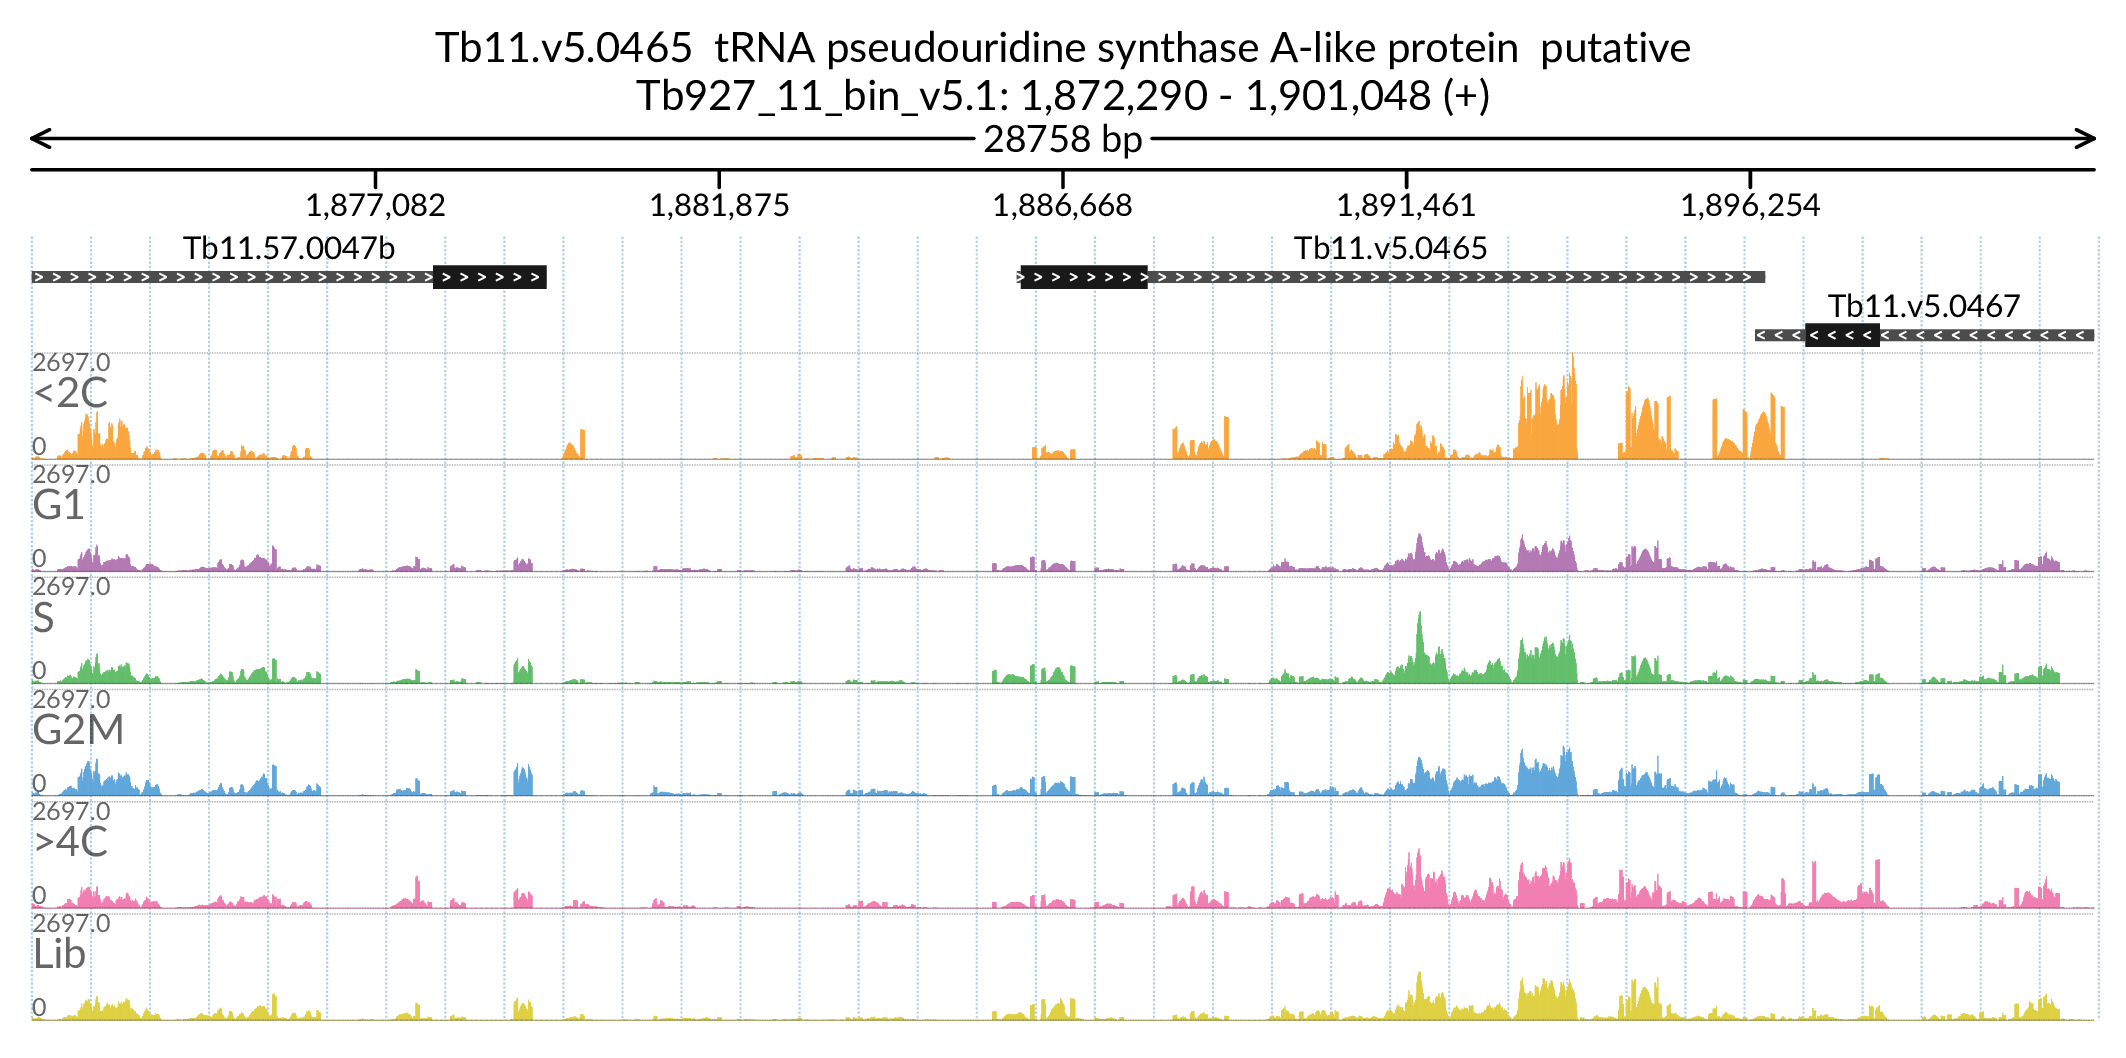 Tb11.v5.0465  tRNA pseudouridine synthase A-like protein  putative
Tb927_11_bin_v5.1: 1,872,290 - 1,901,048 (+)
28758 bp
1,877,082 1,881,875 1,886,668 1,891,461 1,896,254
Tb11.57.0047b Tb11.v5.0465
Tb11.v5.0467
2697.0
<2C
0
2697.0
G1
0
2697.0
S
0
2697.0
G2M
0
2697.0
>4C
0
2697.0
Lib
0